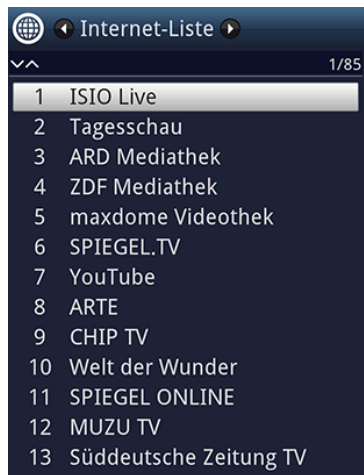 Internet-Liste
1/85
1 ISIO Live
2 Tagesschau
3 ARD Mediathek
4 ZDF Mediathek
5 maxdome Videothek
6 SPIEGEL.TV
7 YouTube
8 ARTE
9 CHIP TV
10 Welt der Wunder
11 SPIEGEL ONLINE
12 MUZU TV
13 Süddeutsche Zeitung TV